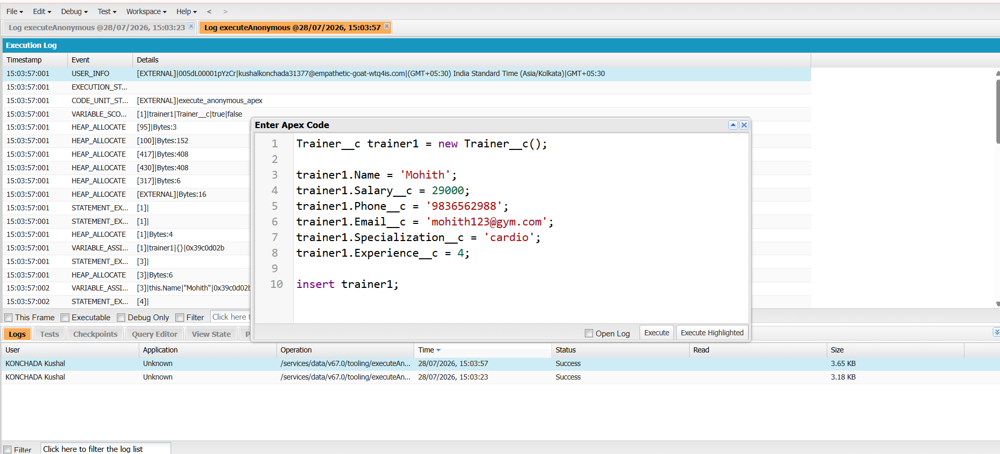 File Edit Debug Test Workspace Help < >
Log executeAnonymous @28/07/2026, 15:03:23 Log executeAnonymous @28/07/2026, 15:03:57
Execution Log
Timestamp Event Details
15:03:57:001 USER_INFO [EXTERNAL]|005dL00001pYzCr|kushalkonchada31377@empathetic-goat-wtq4is.com|(GMT+05:30) India Standard Time (Asia/Kolkata)|GMT+05:30
15:03:57:001 EXECUTION_ST...
15:03:57:001 CODE_UNIT_ST... [EXTERNAL]|execute_anonymous_apex
15:03:57:001 VARIABLE_SCO... [1]|trainer1|Trainer__c|true|false
15:03:57:001 HEAP_ALLOCATE [95]|Bytes:3
15:03:57:001 HEAP_ALLOCATE [100]|Bytes:152
15:03:57:001 HEAP_ALLOCATE [417]|Bytes:408
15:03:57:001 HEAP_ALLOCATE [430]|Bytes:408
15:03:57:001 HEAP_ALLOCATE [317]|Bytes:6
15:03:57:001 HEAP_ALLOCATE [EXTERNAL]|Bytes:16
15:03:57:001 STATEMENT_EX... [1]|
15:03:57:001 STATEMENT_EX... [1]|
15:03:57:001 HEAP_ALLOCATE [1]|Bytes:4
15:03:57:001 VARIABLE_ASSI... [1]|trainer1|{}|0x39c0d02b
15:03:57:001 STATEMENT_EX... [3]|
15:03:57:001 HEAP_ALLOCATE [3]|Bytes:6
15:03:57:002 VARIABLE_ASSI... [3]|this.Name|"Mohith"|0x39c0d02b
15:03:57:002 STATEMENT_EX... [4]|
This Frame Executable Debug Only Filter Click here
Enter Apex Code
1 Trainer__c trainer1 = new Trainer__c();
2
3 trainer1.Name = 'Mohith';
4 trainer1.Salary__c = 29000;
5 trainer1.Phone__c = '9836562988';
6 trainer1.Email__c = 'mohith123@gym.com';
7 trainer1.Specialization__c = 'cardio';
8 trainer1.Experience__c = 4;
9
10 insert trainer1;
Open Log Execute Execute Highlighted
Logs Tests Checkpoints Query Editor View State
User Application Operation Time Status Read Size
KONCHADA Kushal Unknown /services/data/v67.0/tooling/executeAn... 28/07/2026, 15:03:57 Success 3.65 KB
KONCHADA Kushal Unknown /services/data/v67.0/tooling/executeAn... 28/07/2026, 15:03:23 Success 3.18 KB
Filter Click here to filter the log list